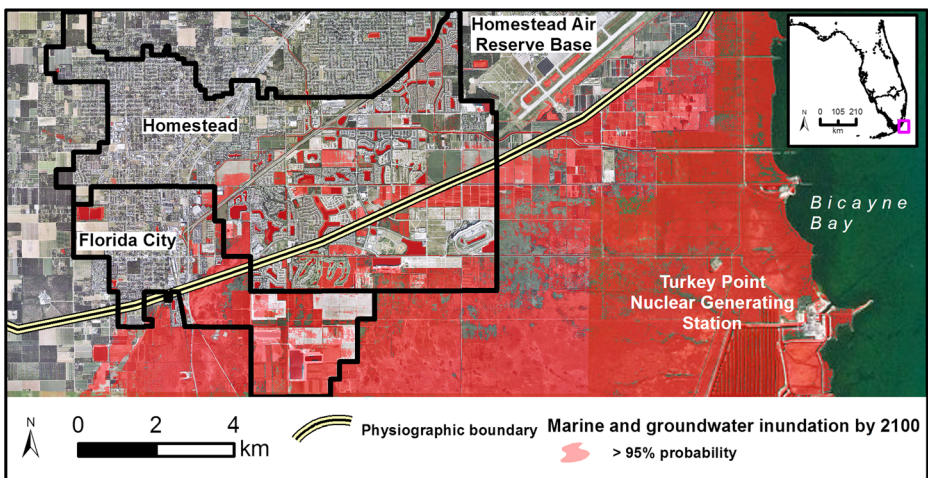 Homestead Air
Reserve Base
Homestead
Florida City
N
0 105 210
km
Bicayne
Bay
Turkey Point
Nuclear Generating
Station
N
0 2 4
km
Physiographic boundary
Marine and groundwater inundation by 2100
> 95% probability